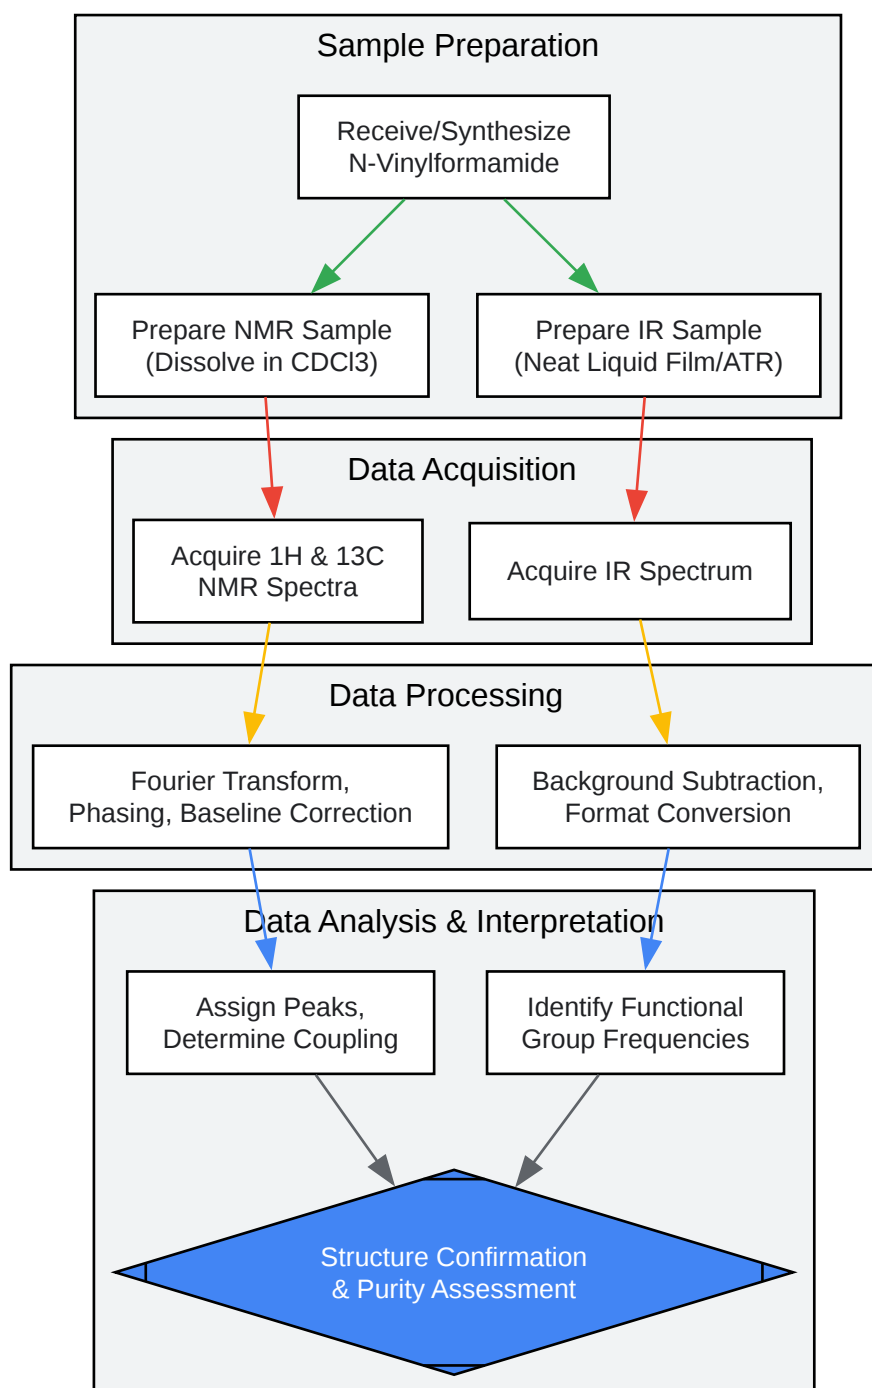 Sample Preparation
Receive/Synthesize
N-Vinylformamide
Prepare NMR Sample
(Dissolve in CDCl3)
Prepare IR Sample
(Neat Liquid Film/ATR)
Data Acquisition
Acquire 1H & 13C
NMR Spectra
Acquire IR Spectrum
Data Processing
Fourier Transform,
Phasing, Baseline Correction
Background Subtraction,
Format Conversion
Data Analysis & Interpretation
Assign Peaks,
Determine Coupling
Identify Functional
Group Frequencies
Structure Confirmation
& Purity Assessment